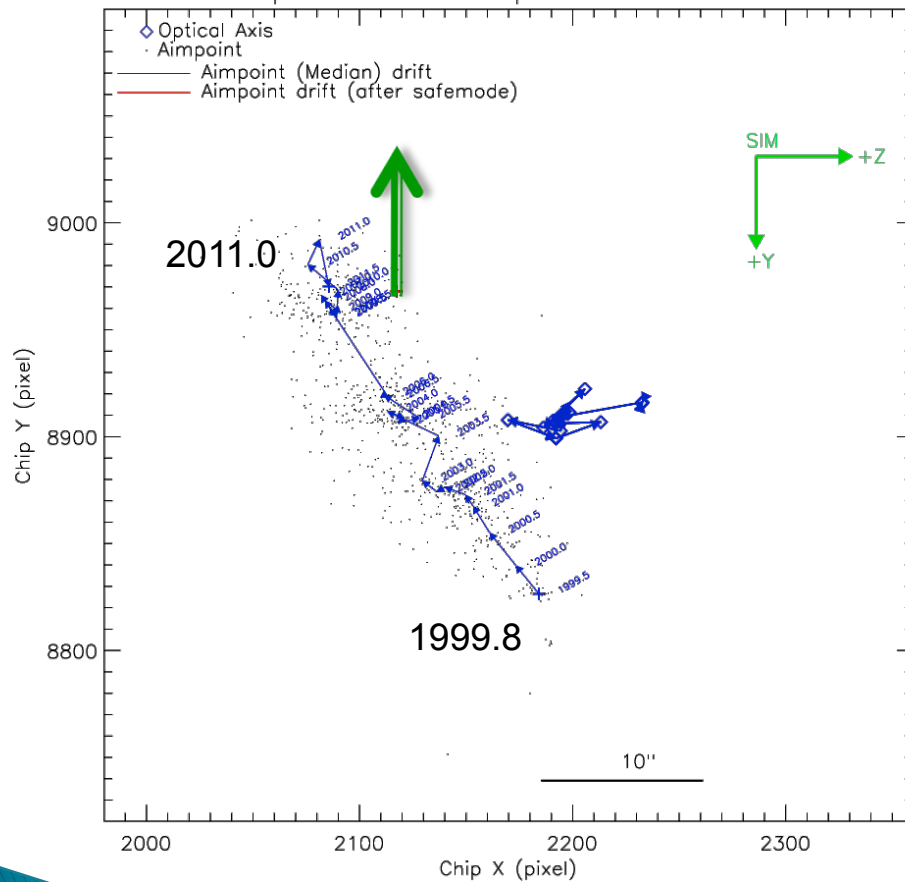 Optical Axis
Aimpoint
Aimpoint (Median) drift
Aimpoint drift (after safemode)
SIM
+Z
+Y
9000
8900
8800
Chip Y (pixel)
2011.0
2011.0
2010.5
2009.0
2006.0
2004.0
2005.5
2003.5
2003.0
2001.5
2001.0
2000.5
2000.0
1999.5
1999.8
10"
2000
2100
2200
2300
Chip X (pixel)